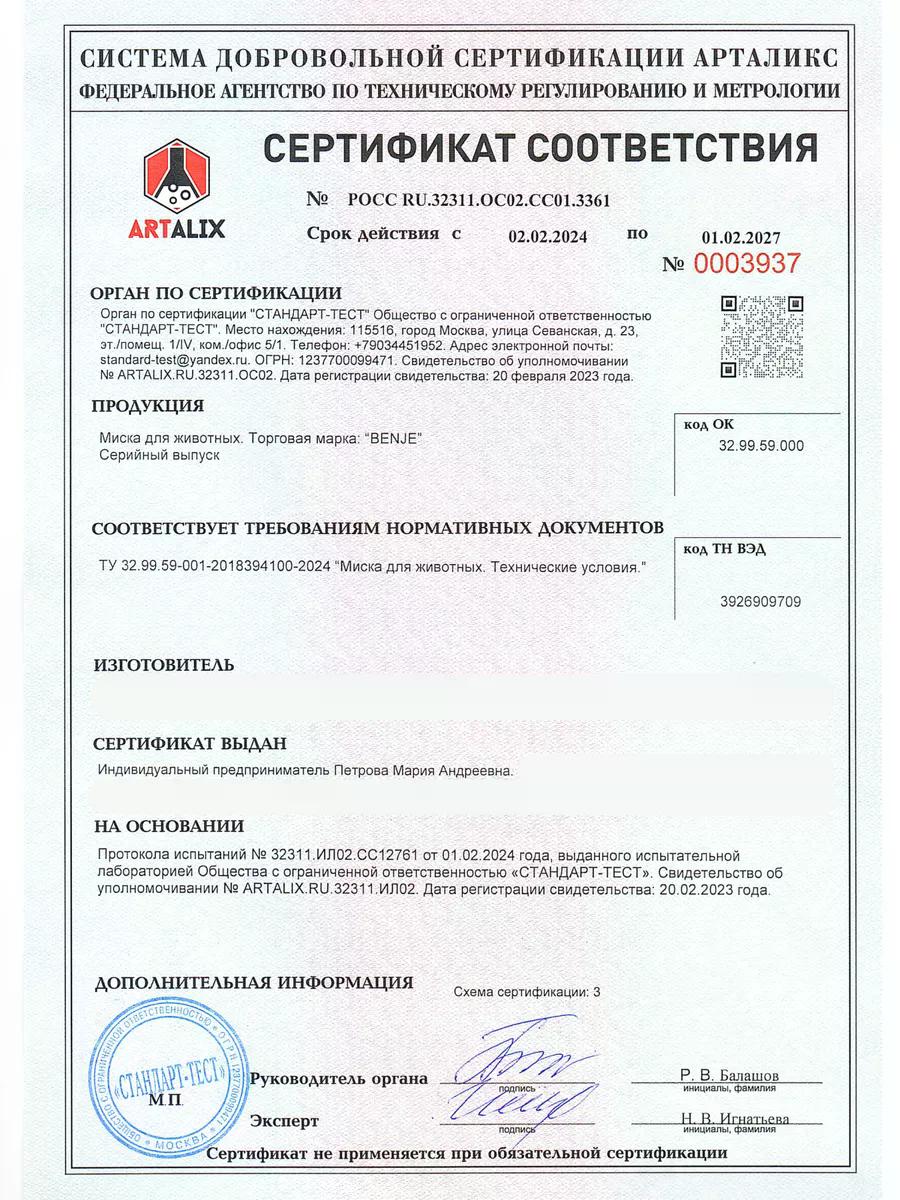 СИСТЕМА ДОБРОВОЛЬНОЙ СЕРТИФИКАЦИИ АРТАЛИКС
ФЕДЕРАЛЬНОЕ АГЕНТСТВО ПО ТЕХНИЧЕСКОМУ РЕГУЛИРОВАНИЮ И МЕТРОЛОГИИ
СЕРТИФИКАТ СООТВЕТСТВИЯ
№ РОСС RU.32311.ОС02.СС01.3361
ARTALIX
Срок действия с 02.02.2024 по 01.02.2027
№ 0003937
ОРГАН ПО СЕРТИФИКАЦИИ
Орган по сертификации "СТАНДАРТ-ТЕСТ" Общество с ограниченной ответственностью
"СТАНДАРТ-ТЕСТ". Место нахождения: 115516, город Москва, улица Севанская, д. 23,
эт./помещ. 1/IV, ком./офис 5/1. Телефон: +79034451952. Адрес электронной почты:
standard-test@yandex.ru. ОГРН: 1237700099471. Свидетельство об уполномочивании
№ ARTALIX.RU.32311.ОС02. Дата регистрации свидетельства: 20 февраля 2023 года.
ПРОДУКЦИЯ
Миска для животных. Торговая марка: “BENJE”
Серийный выпуск
код ОК
32.99.59.000
СООТВЕТСТВУЕТ ТРЕБОВАНИЯМ НОРМАТИВНЫХ ДОКУМЕНТОВ
ТУ 32.99.59-001-2018394100-2024 "Миска для животных. Технические условия."
код ТН ВЭД
3926909709
ИЗГОТОВИТЕЛЬ
СЕРТИФИКАТ ВЫДАН
Индивидуальный предприниматель Петрова Мария Андреевна.
НА ОСНОВАНИИ
Протокола испытаний № 32311.ИЛ02.СС12761 от 01.02.2024 года, выданного испытательной
лабораторией Общества с ограниченной ответственностью «СТАНДАРТ-ТЕСТ». Свидетельство об
уполномочивании № ARTALIX.RU.32311.ИЛ02. Дата регистрации свидетельства: 20.02.2023 года.
ДОПОЛНИТЕЛЬНАЯ ИНФОРМАЦИЯ
Схема сертификации: 3
ОБЩЕСТВО С ОГРАНИЧЕННОЙ ОТВЕТСТВЕННОСТЬЮ * ОГРН 1237700099471
* МОСКВА *
«СТАНДАРТ-ТЕСТ»
М.П.
Руководитель органа
подпись
Р. В. Балашов
инициалы, фамилия
Эксперт
подпись
Н. В. Игнатьева
инициалы, фамилия
Сертификат не применяется при обязательной сертификации